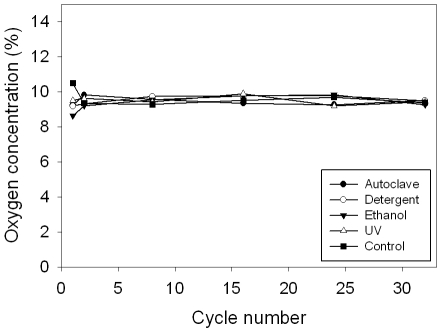 Oxygen concentration (%)
14
12
10
8
6
4
2
0
Autoclave
Detergent
Ethanol
UV
Control
0 5 10 15 20 25 30
Cycle number